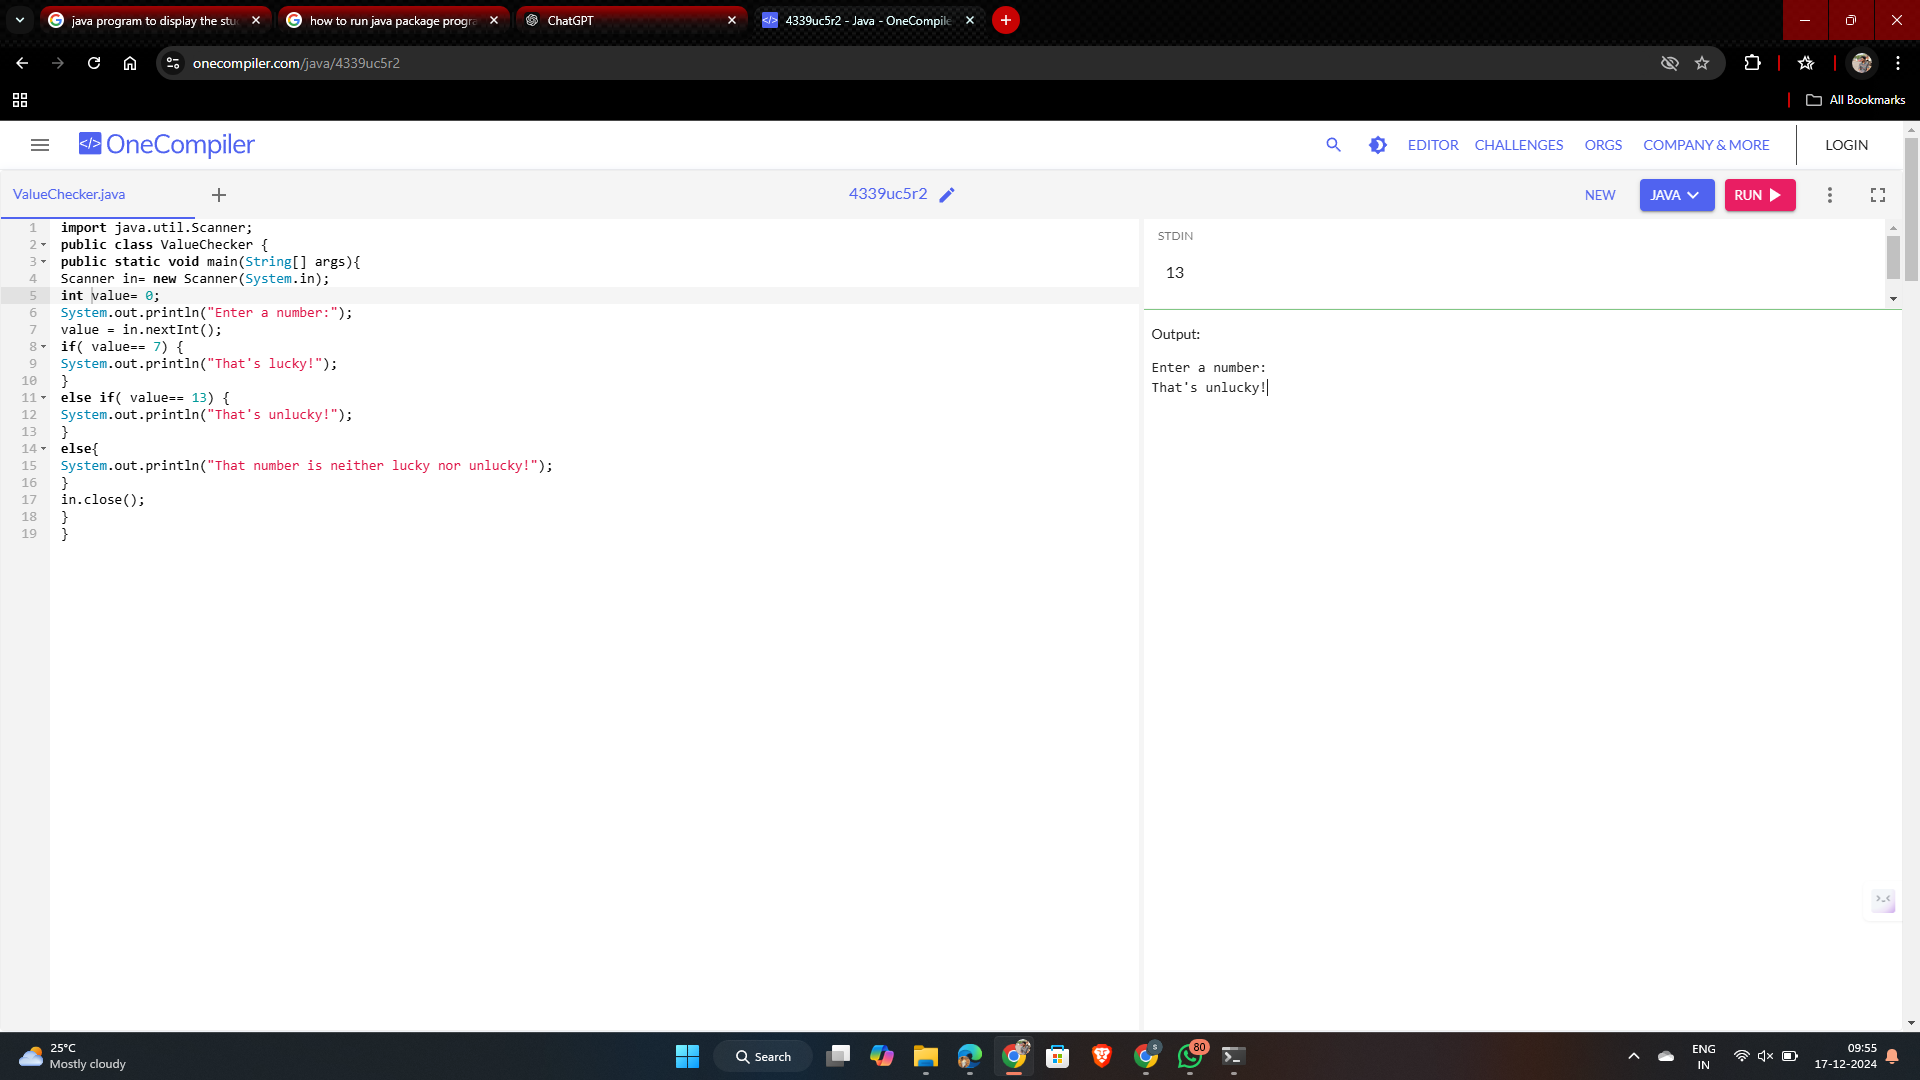 java program to display the stu
how to run java package progra
ChatGPT
4339uc5r2 - Java - OneCompile
onecompiler.com/java/4339uc5r2
All Bookmarks
</> OneCompiler
EDITOR CHALLENGES ORGS COMPANY & MORE LOGIN
ValueChecker.java
4339uc5r2
NEW JAVA RUN
1 import java.util.Scanner;
2 public class ValueChecker {
3 public static void main(String[] args){
4 Scanner in= new Scanner(System.in);
5 int value= 0;
6 System.out.println("Enter a number:");
7 value = in.nextInt();
8 if( value== 7) {
9 System.out.println("That's lucky!");
10 }
11 else if( value== 13) {
12 System.out.println("That's unlucky!");
13 }
14 else{
15 System.out.println("That number is neither lucky nor unlucky!");
16 }
17 in.close();
18 }
19 }
STDIN
13
Output:
Enter a number:
That's unlucky!
25°C
Mostly cloudy
Search
S
80
ENG
IN
09:55
17-12-2024